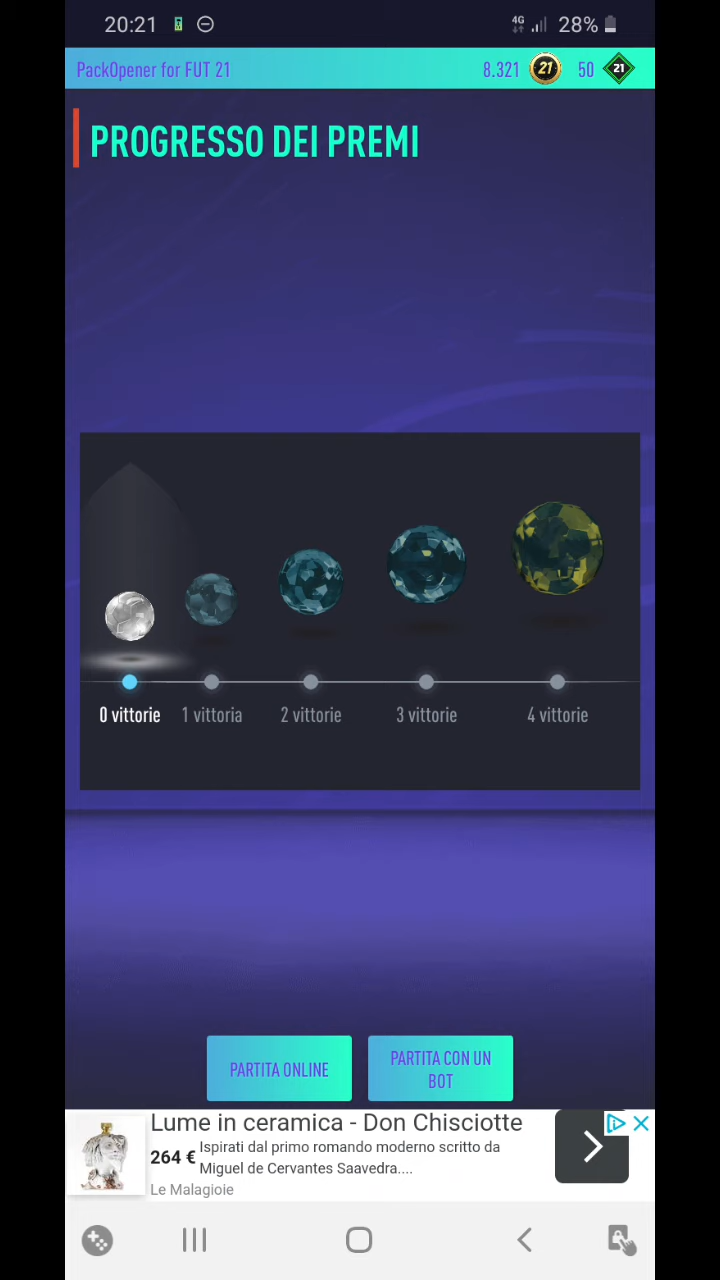 20:21
4G
28%
PackOpener for FUT 21
8.321
21
50
21
PROGRESSO DEI PREMI
0 vittorie
1 vittoria
2 vittorie
3 vittorie
4 vittorie
PARTITA ONLINE
PARTITA CON UN
BOT
Lume in ceramica - Don Chisciotte
264 €
Ispirati dal primo romando moderno scritto da
Miguel de Cervantes Saavedra....
Le Malagioie